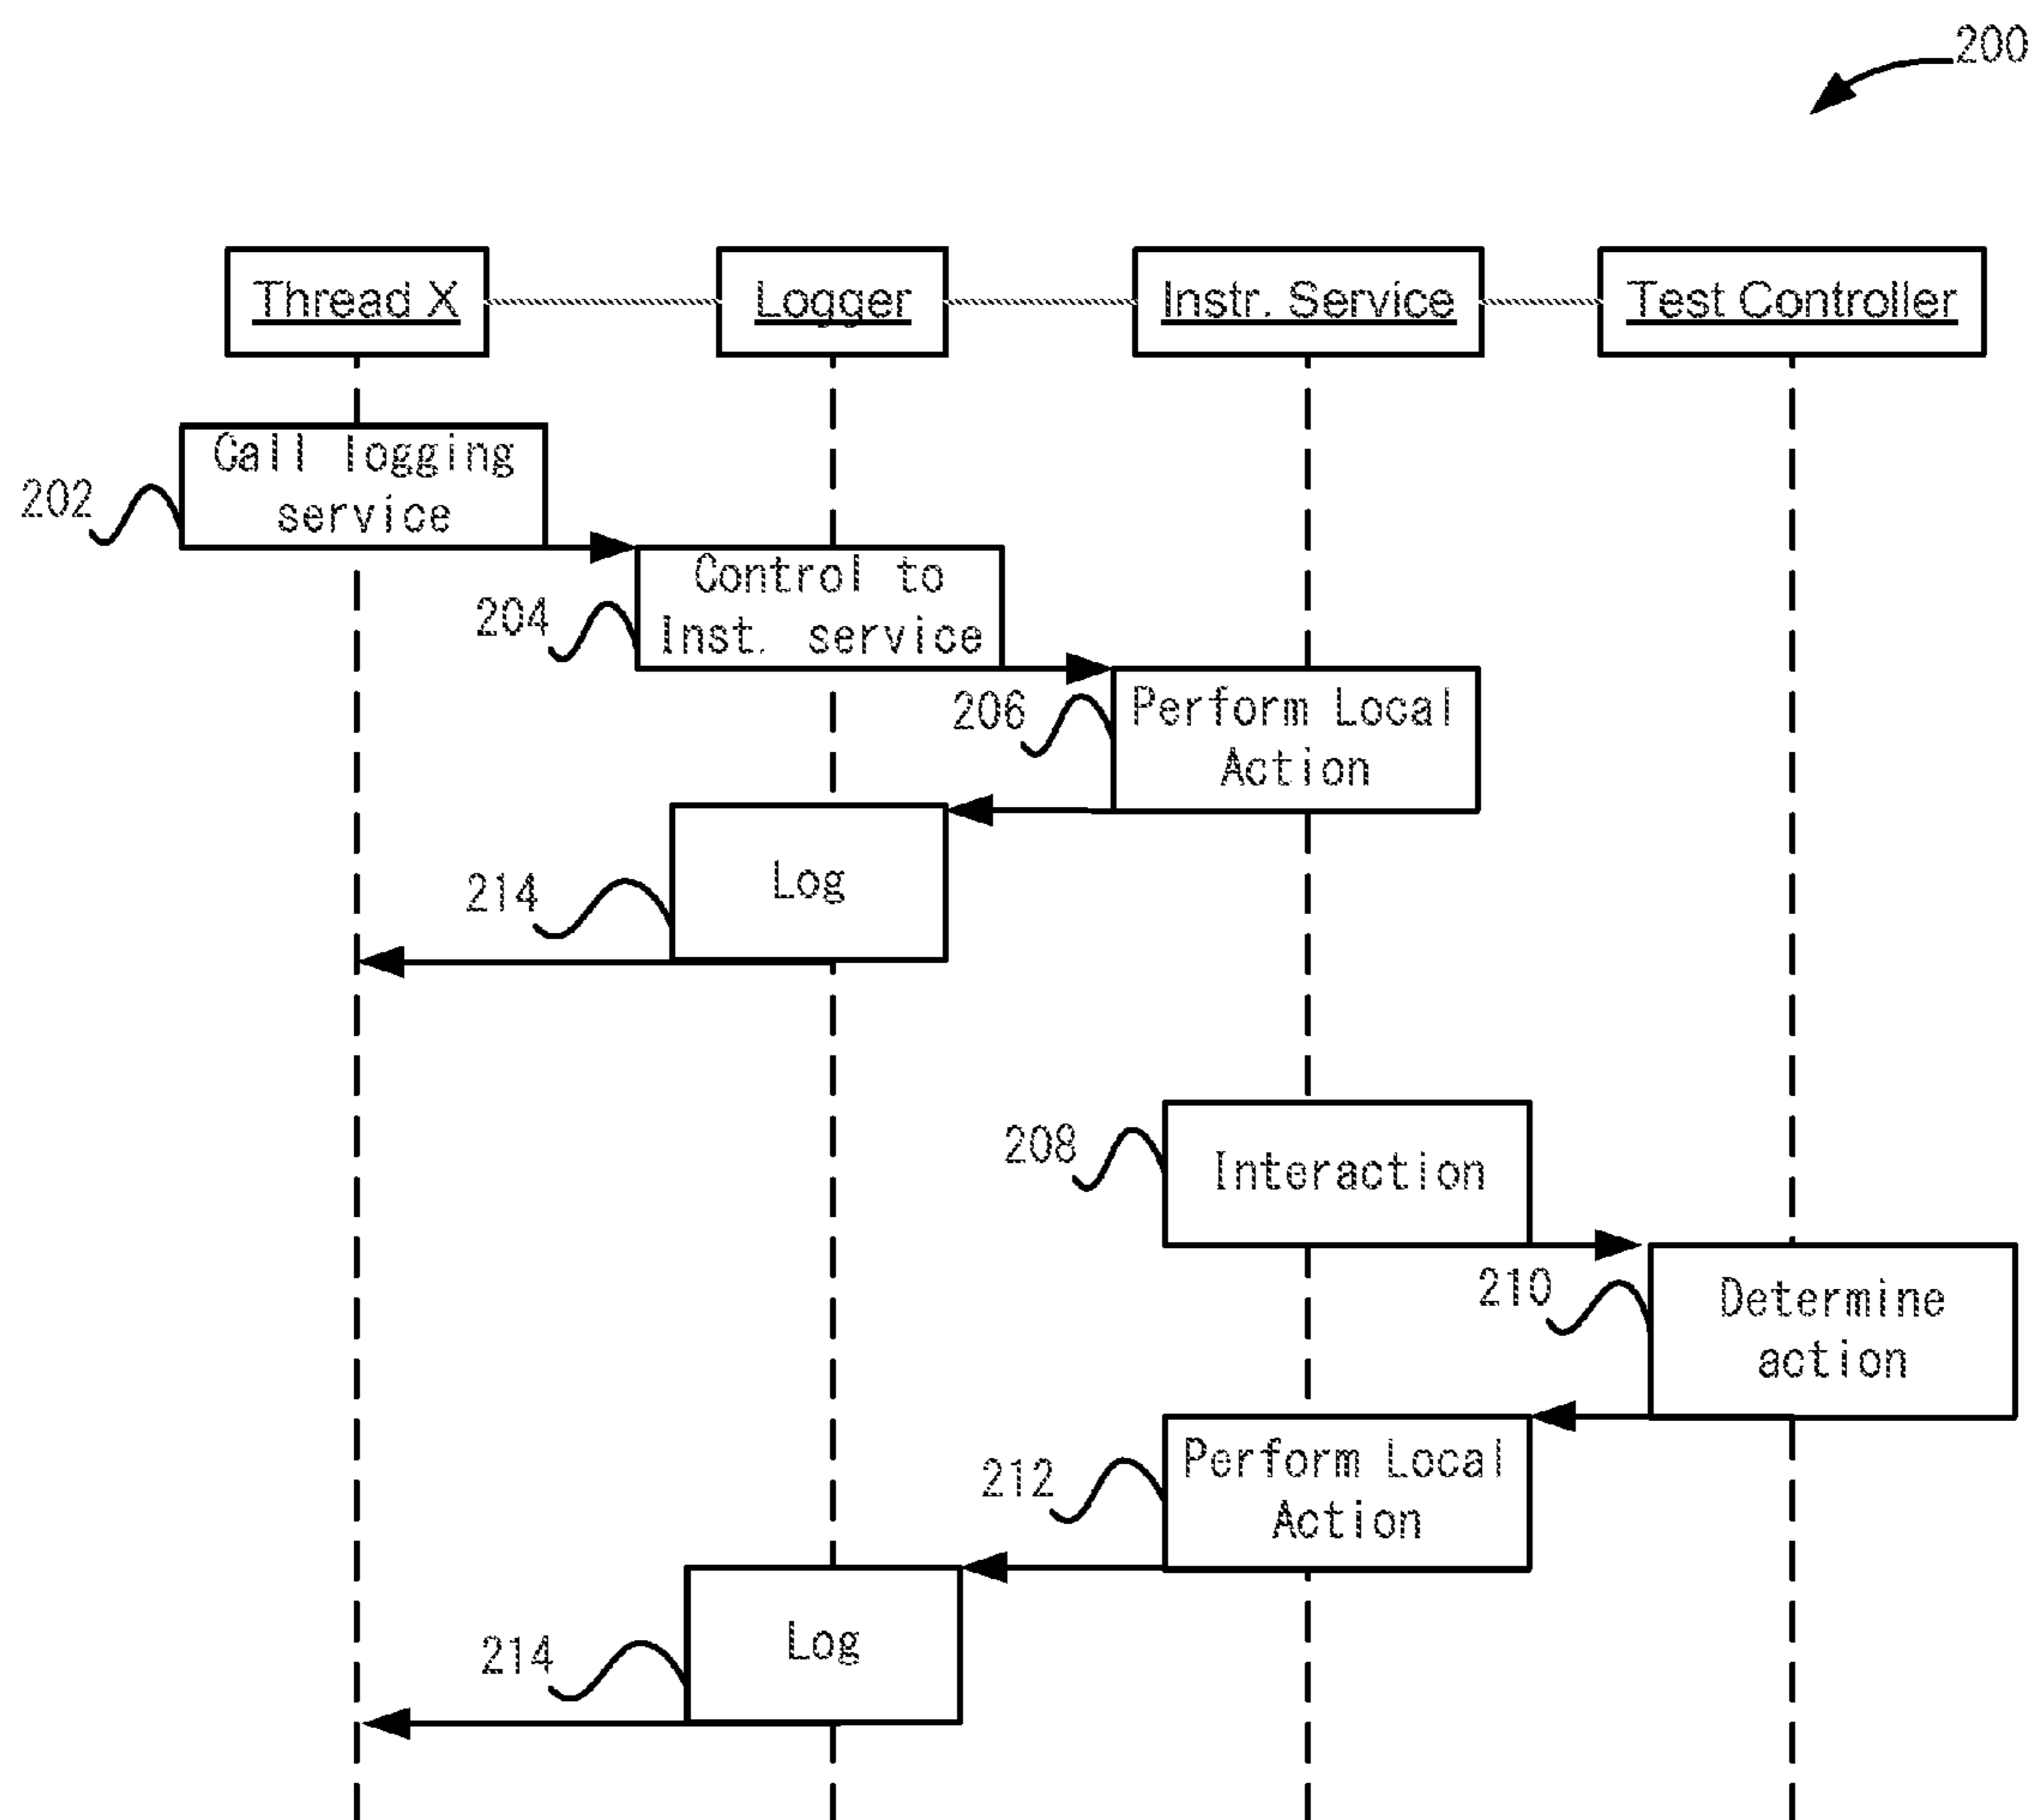 200
Thread X
Logger
Instr. Service
Test Controller
Call logging
service
202
Control to
Inst. service
204
206
Perform Local
Action
Log
214
208
Interaction
210
Determine
action
212
Perform Local
Action
Log
214